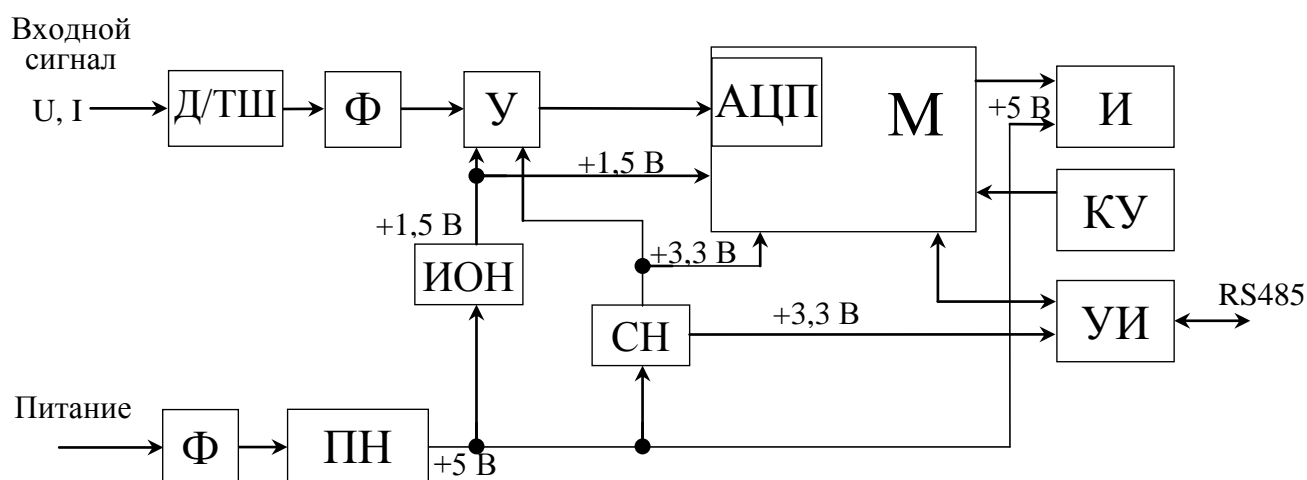 Входной
сигнал
U, I
Д/ТШ
Ф
У
АЦП
М
+5 В
И
+1,5 В
КУ
+1,5 В
ИОН
+3,3 В
СН
+3,3 В
УИ
RS485
Питание
Ф
ПН
+5 В